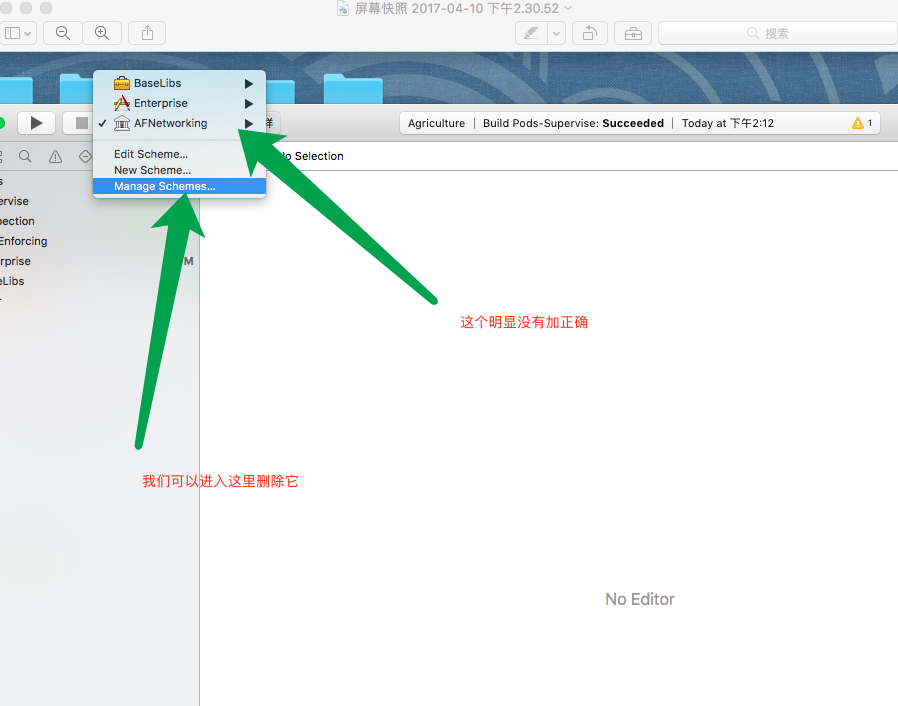 屏幕快照 2017-04-10 下午2.30.52
搜索
BaseLibs
Enterprise
AFNetworking
Agriculture | Build Pods-Supervise: Succeeded | Today at 下午2:12
1
Edit Scheme...
New Scheme...
Manage Schemes...
No Selection
s
ervise
pection
Enforcing
rprise
M
eLibs
这个明显没有加正确
我们可以进入这里删除它
No Editor